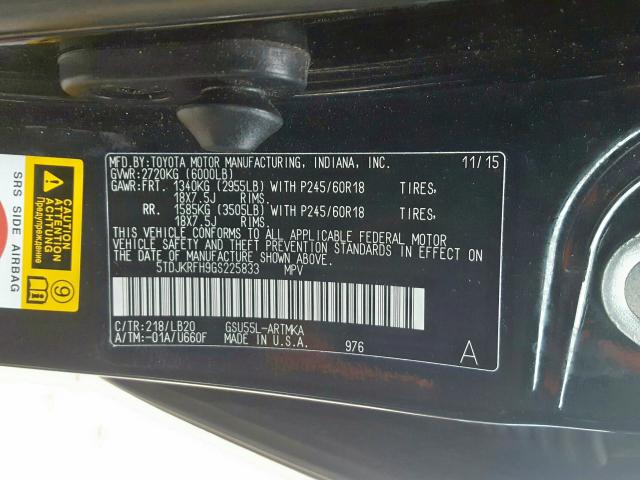 MFD.BY:TOYOTA MOTOR MANUFACTURING, INDIANA, INC. 11/15
GVWR:2720KG (6000LB)
GAWR:FRT. 1340KG (2955LB) WITH P245/60R18 TIRES,
18X7.5J RIMS.
RR. 1585KG (3505LB) WITH P245/60R18 TIRES,
18X7.5J RIMS.
THIS VEHICLE CONFORMS TO ALL APPLICABLE FEDERAL MOTOR
VEHICLE SAFETY AND THEFT PREVENTION STANDARDS IN EFFECT ON
THE DATE OF MANUFACTURE SHOWN ABOVE.
5TDJKRFH9GS225833 MPV
C/TR:218/LB20 GSU55L-ARTMKA
A/TM:-01A/U660F MADE IN U.S.A. 976 A
SRS SIDE AIRBAG
CAUTION
ATTENTION
ACHTUNG
Предупреждение
9